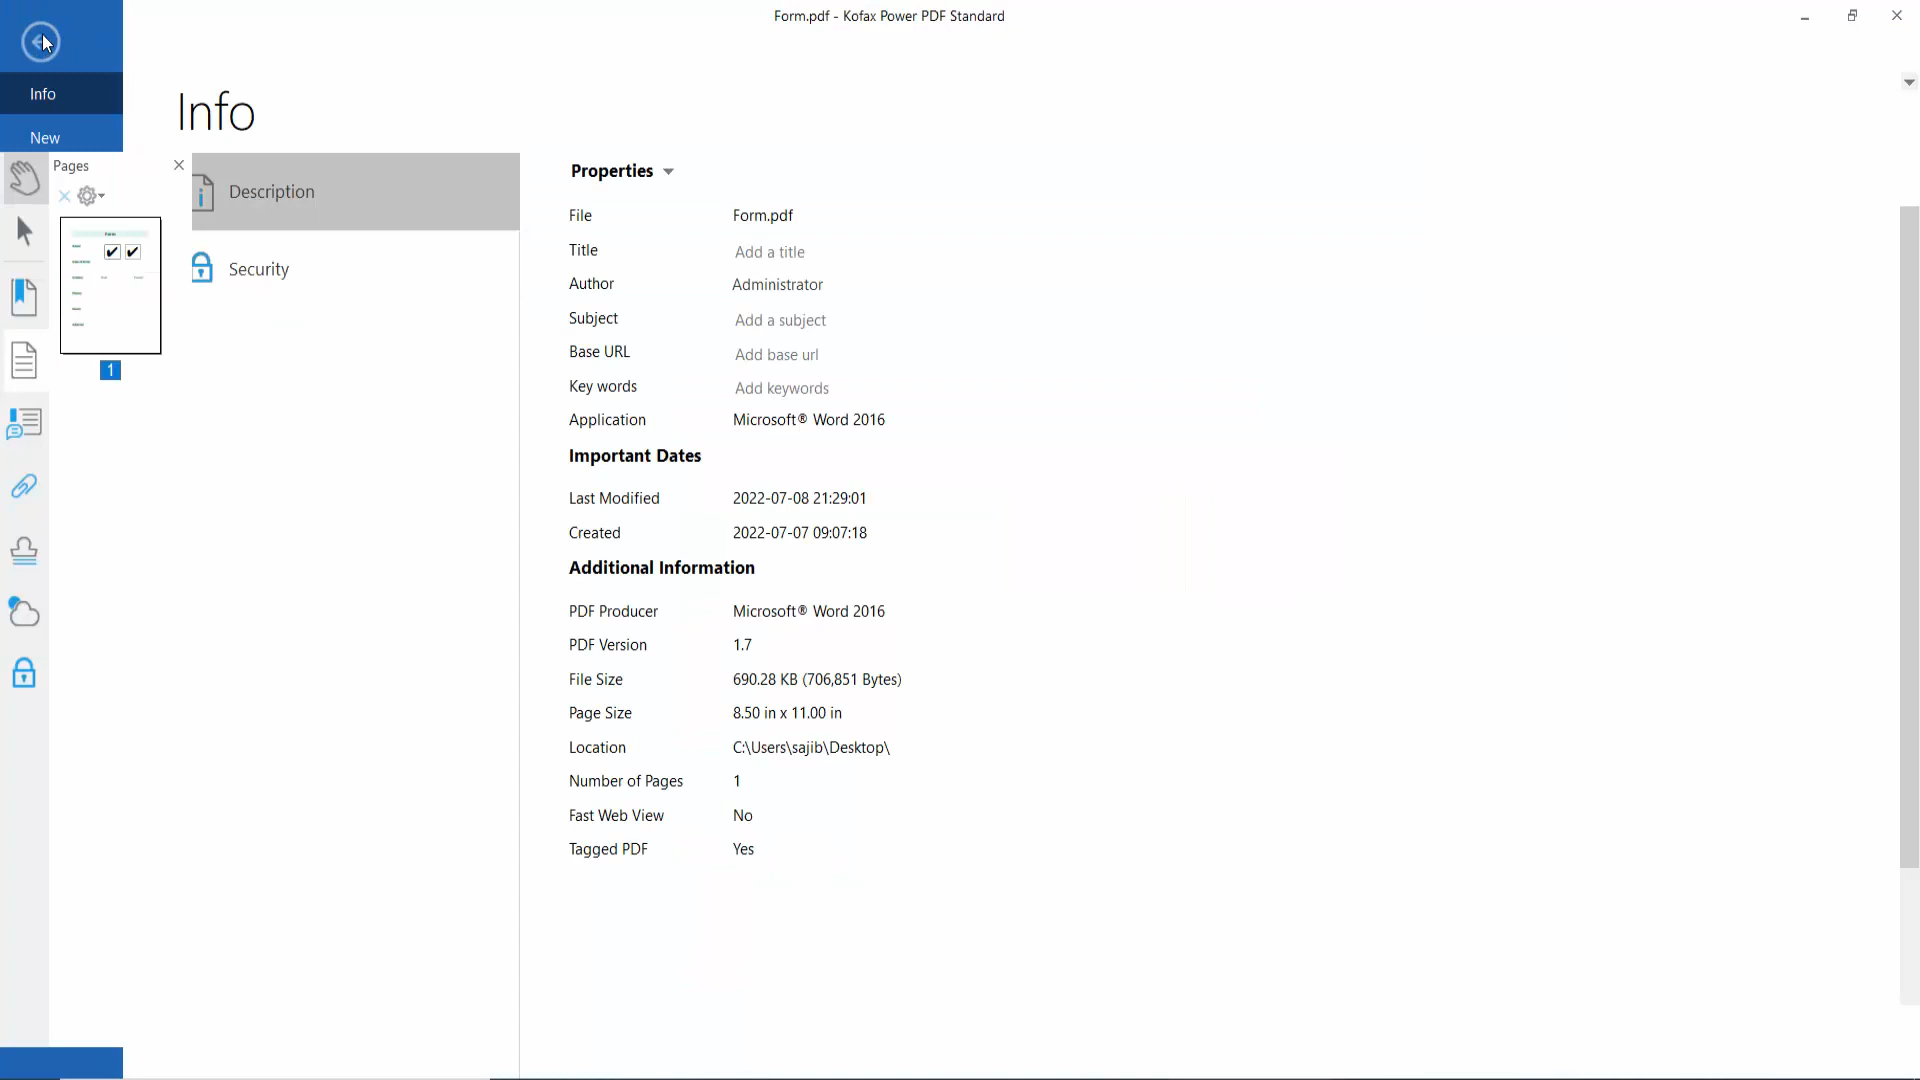 Form.pdf - Kofax Power PDF Standard
Info
New
Info
Pages
Form
1
Description
Security
Properties
File Form.pdf
Title Add a title
Author Administrator
Subject Add a subject
Base URL Add base url
Key words Add keywords
Application Microsoft® Word 2016
Important Dates
Last Modified 2022-07-08 21:29:01
Created 2022-07-07 09:07:18
Additional Information
PDF Producer Microsoft® Word 2016
PDF Version 1.7
File Size 690.28 KB (706,851 Bytes)
Page Size 8.50 in x 11.00 in
Location C:\Users\sajib\Desktop\
Number of Pages 1
Fast Web View No
Tagged PDF Yes